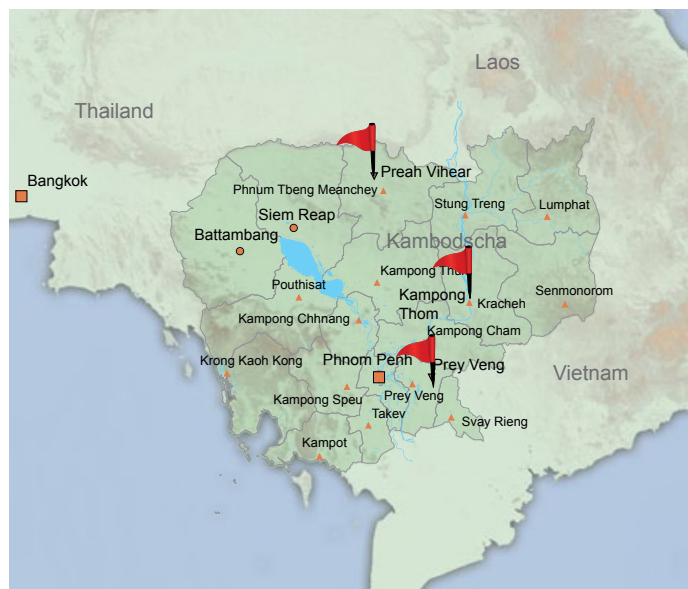 Laos
Thailand
Preah Vihear
Bangkok
Phnum Tbeng Meanchey
Stung Treng
Lumphat
Siem Reap
Battambang
Kambodscha
Kampong Thum
Pouthisat
Kampong
Thom
Kracheh
Senmonorom
Kampong Chhnang
Kampong Cham
Krong Kaoh Kong
Phnom Penh
Prey Veng
Vietnam
Kampong Speu
Prey Veng
Takev
Svay Rieng
Kampot